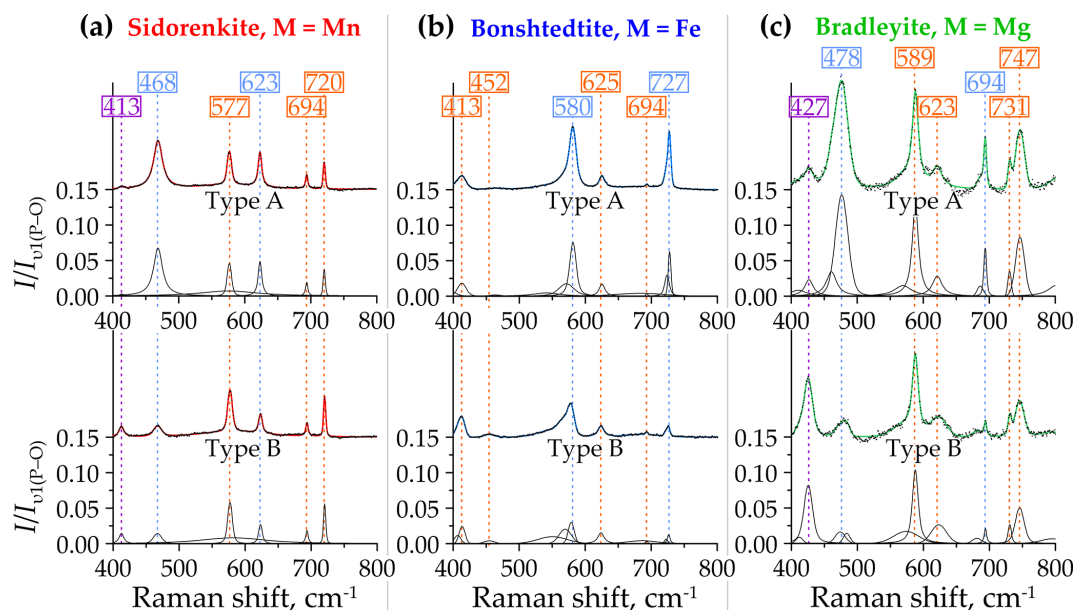 (a) Sidorenkite, M = Mn
468 623 720
413 577 694
0.15
Type A
0.10
0.05
0.00
400 500 600 700 800
I/Iυ1(P–O)
0.15
Type B
0.10
0.05
0.00
400 500 600 700 800
I/Iυ1(P–O)
Raman shift, cm-1
(b) Bonshtedtite, M = Fe
452 625 727
413 580 694
Type A
400 500 600 700 800
Type B
400 500 600 700 800
Raman shift, cm-1
(c) Bradleyite, M = Mg
478 589 694 747
427 623 731
Type A
400 500 600 700 800
Type B
400 500 600 700 800
Raman shift, cm-1